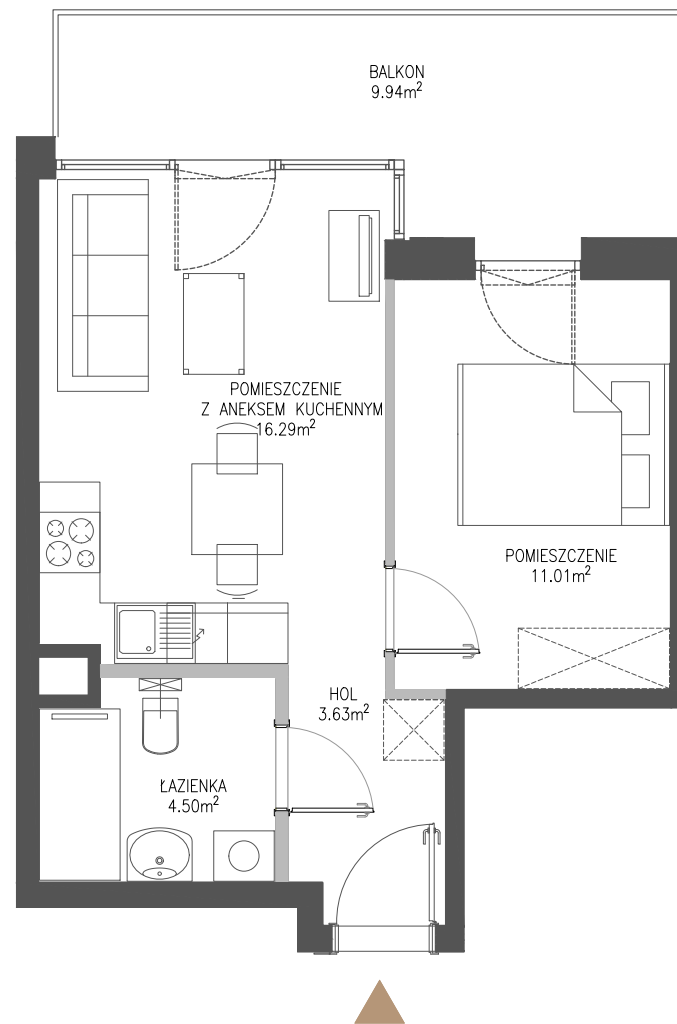 BALKON
9.94m²
POMIESZCZENIE
Z ANEKSEM KUCHENNYM
16.29m²
POMIESZCZENIE
11.01m²
HOL
3.63m²
ŁAZIENKA
4.50m²